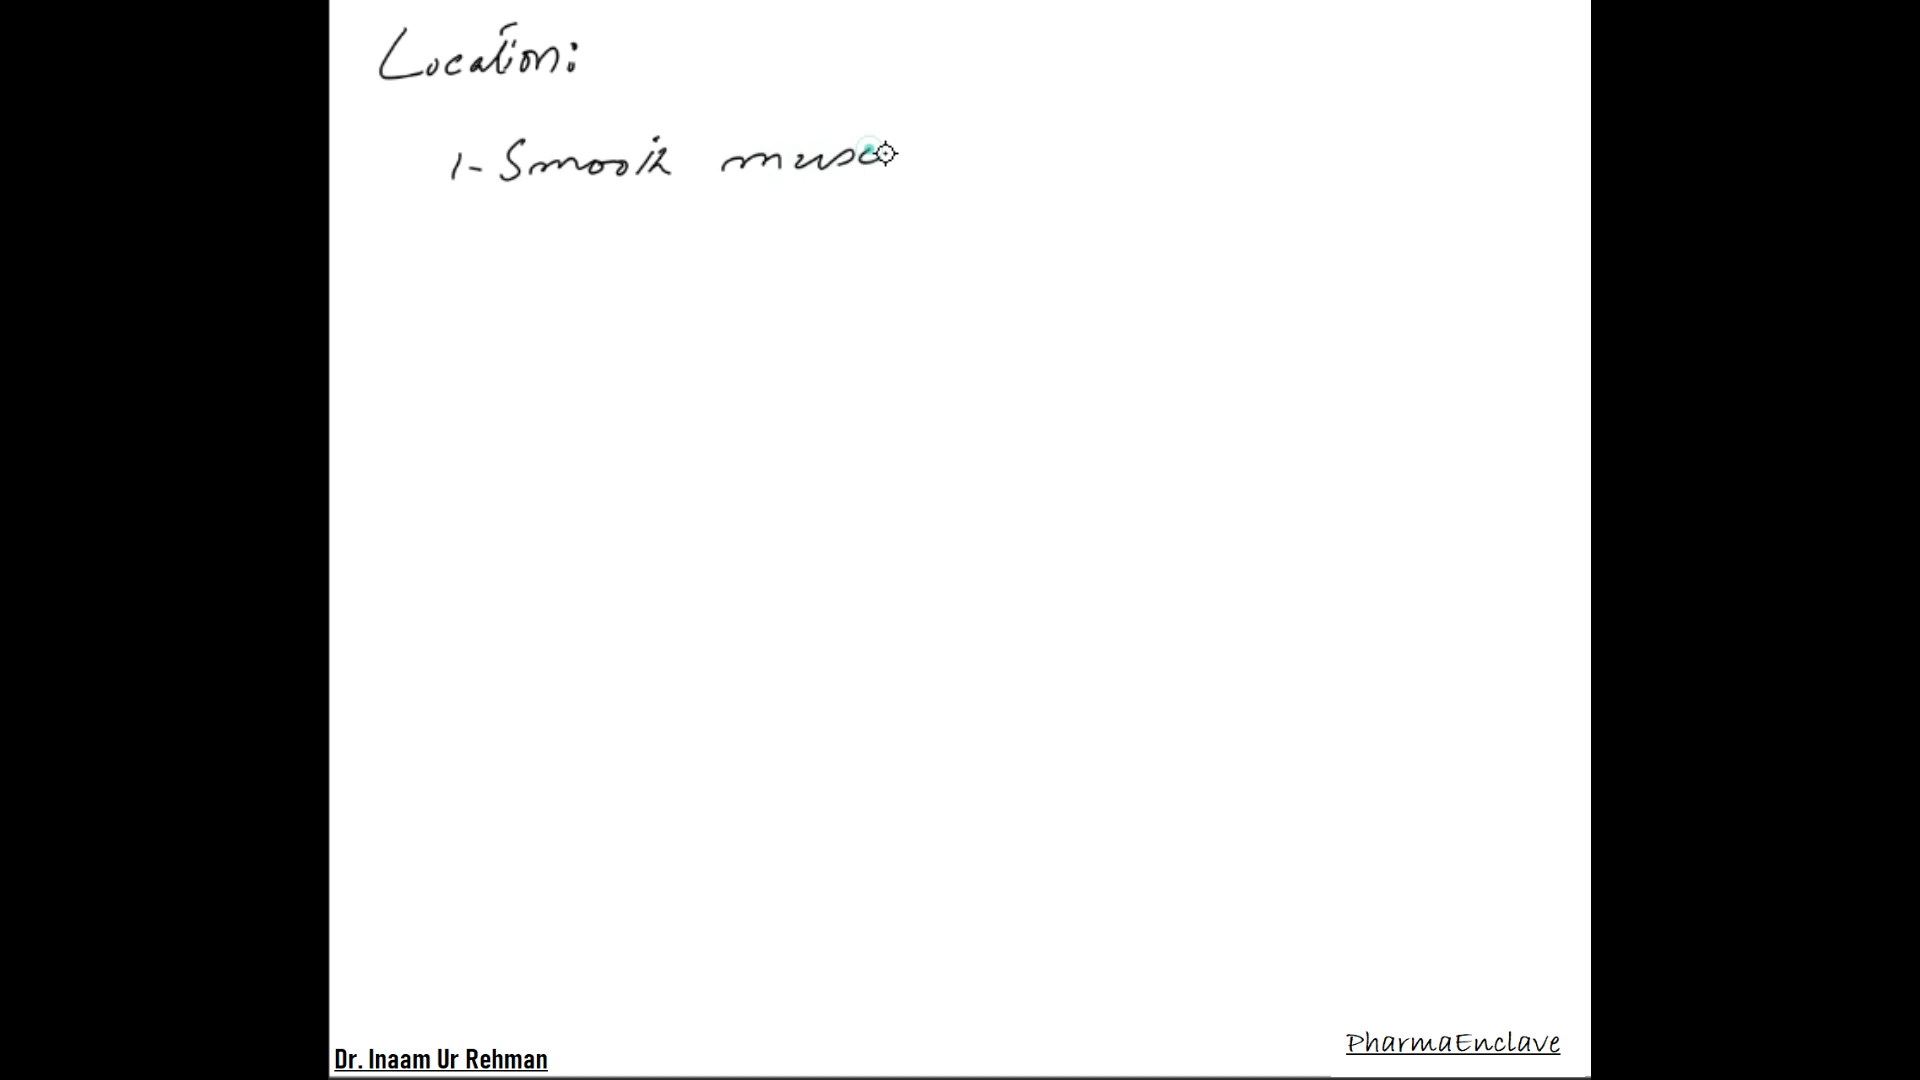 Location:
1- Smooth musc
Dr. Inaam Ur Rehman
PharmaEnclave